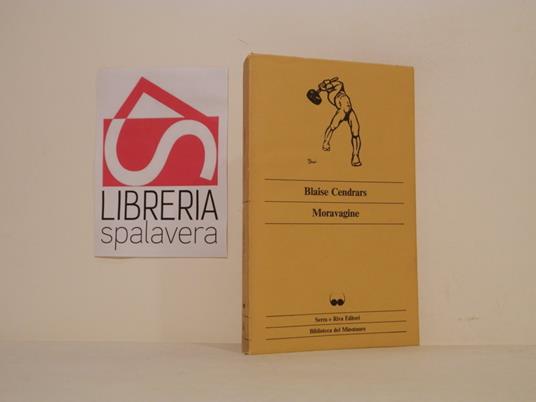 LIBRERIA
spalavera
Blaise Cendrars
Moravagine
Serra e Riva Editori
Biblioteca del Minotauro